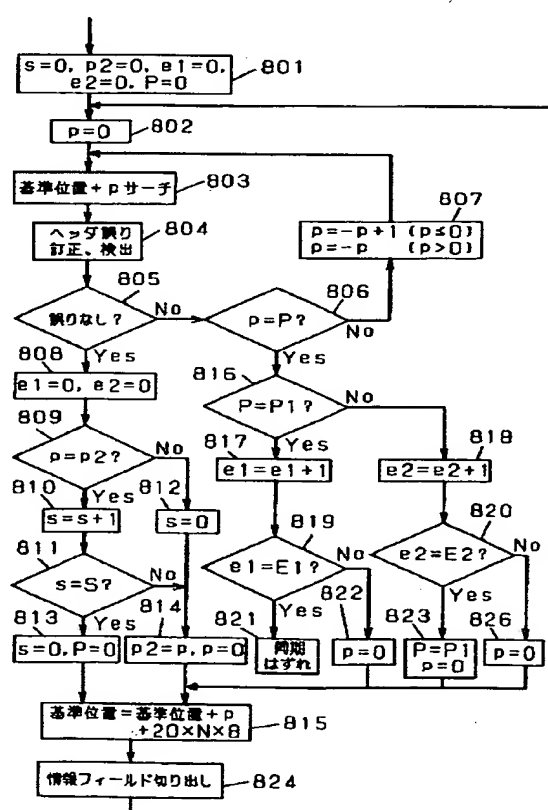 s=0, p2=0, e1=0,
e2=0, P=0
801
p=0
802
基準位置+pサーチ
803
ヘッダ誤り
訂正、検出
804
807
p=-p+1 (p≤0)
p=-p (p>0)
805
誤りなし?
No
Yes
806
p=P?
No
Yes
808
e1=0, e2=0
816
P=P1?
No
Yes
809
p=p2?
No
Yes
817
e1=e1+1
818
e2=e2+1
810
s=s+1
812
s=0
819
e1=E1?
No
Yes
820
e2=E2?
No
Yes
811
s=S?
No
Yes
813
s=0, P=0
814
p2=p, p=0
821
同期
はずれ
822
p=0
823
P=P1
p=0
826
p=0
基準位置=基準位置+p
+20×N×8
815
情報フィールド切り出し
824